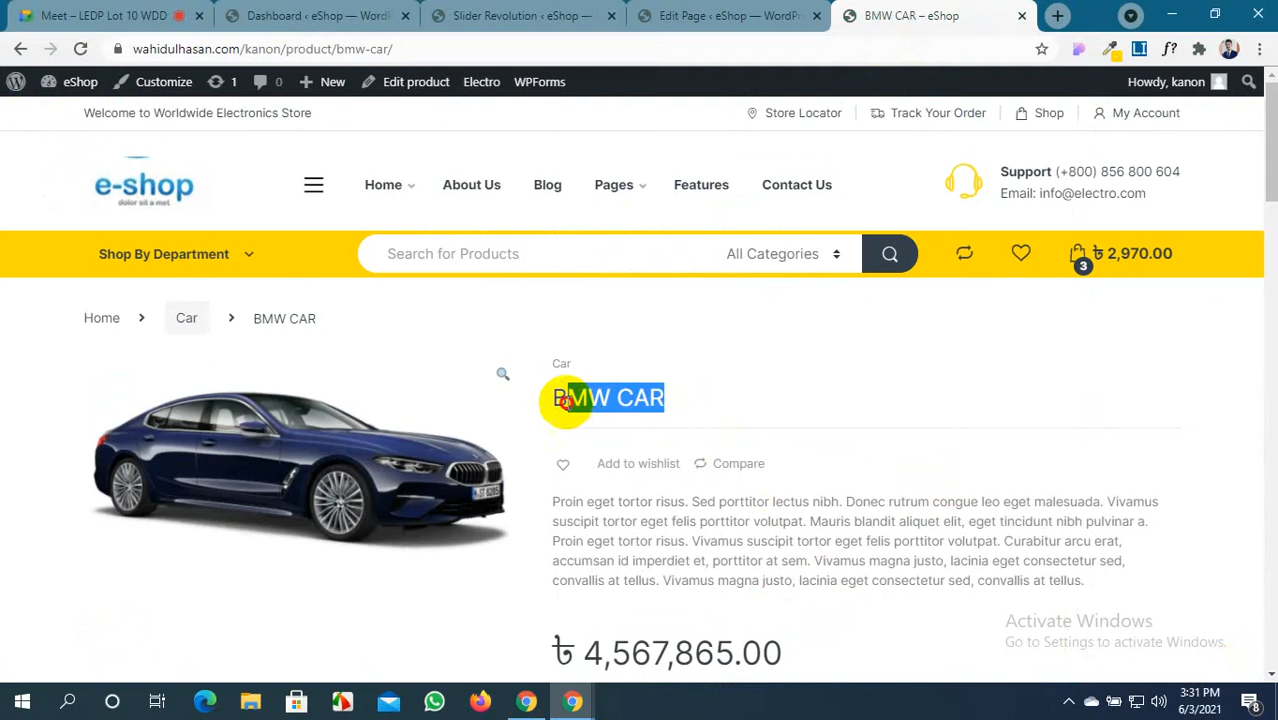 Meet – LEDP Lot 10 WDD
Dashboard ‹ eShop — Wordl
Slider Revolution ‹ eShop —
Edit Page ‹ eShop — WordPr
BMW CAR – eShop
wahidulhasan.com/kanon/product/bmw-car/
eShop
Customize
1
New
Edit product
Electro
WPForms
Howdy, kanon
Welcome to Worldwide Electronics Store
Store Locator
Track Your Order
Shop
My Account
e-shop
dolor sit a met
Home
About Us
Blog
Pages
Features
Contact Us
Support (+800) 856 800 604
Email: info@electro.com
Shop By Department
Search for Products
All Categories
3
৳ 2,970.00
Home
Car
BMW CAR
Car
BMW CAR
Add to wishlist
Compare
Proin eget tortor risus. Sed porttitor lectus nibh. Donec rutrum congue leo eget malesuada. Vivamus
suscipit tortor eget felis porttitor volutpat. Mauris blandit aliquet elit, eget tincidunt nibh pulvinar a.
Proin eget tortor risus. Vivamus suscipit tortor eget felis porttitor volutpat. Curabitur arcu erat,
accumsan id imperdiet et, porttitor at sem. Vivamus magna justo, lacinia eget consectetur sed,
convallis at tellus. Vivamus magna justo, lacinia eget consectetur sed, convallis at tellus.
৳ 4,567,865.00
Activate Windows
Go to Settings to activate Windows.
3:31 PM
6/3/2021
8